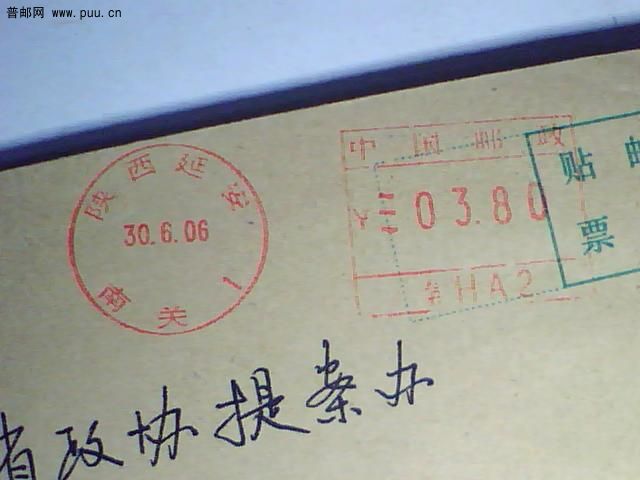 普邮网 www.puu.cn
陕西延安
30.6.06
南关 1
中国邮政
¥ 03.80
HA2
贴邮
票
省政协提案办